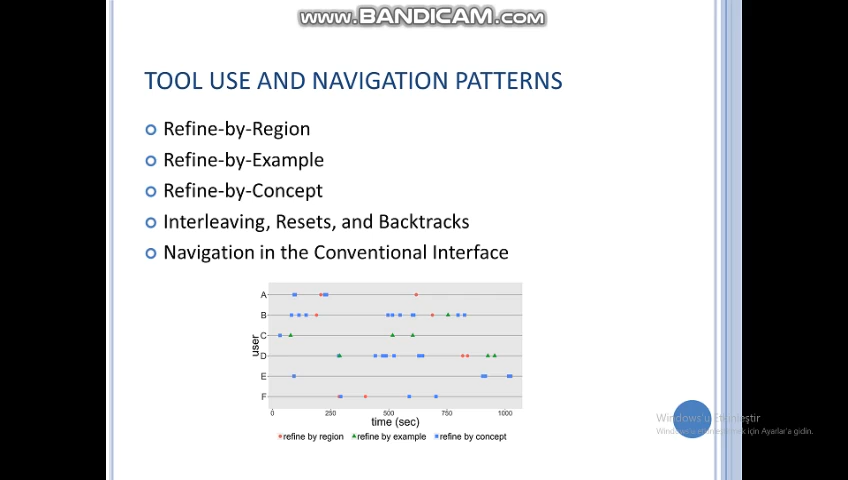 www.BANDICAM.com
TOOL USE AND NAVIGATION PATTERNS
Refine-by-Region
Refine-by-Example
Refine-by-Concept
Interleaving, Resets, and Backtracks
Navigation in the Conventional Interface
user
A
B
C
D
E
F
0 250 500 750 1000
time (sec)
refine by region refine by example refine by concept
Windows'u Etkinleştir
Windows'u etkinleştirmek için Ayarlar'a gidin.